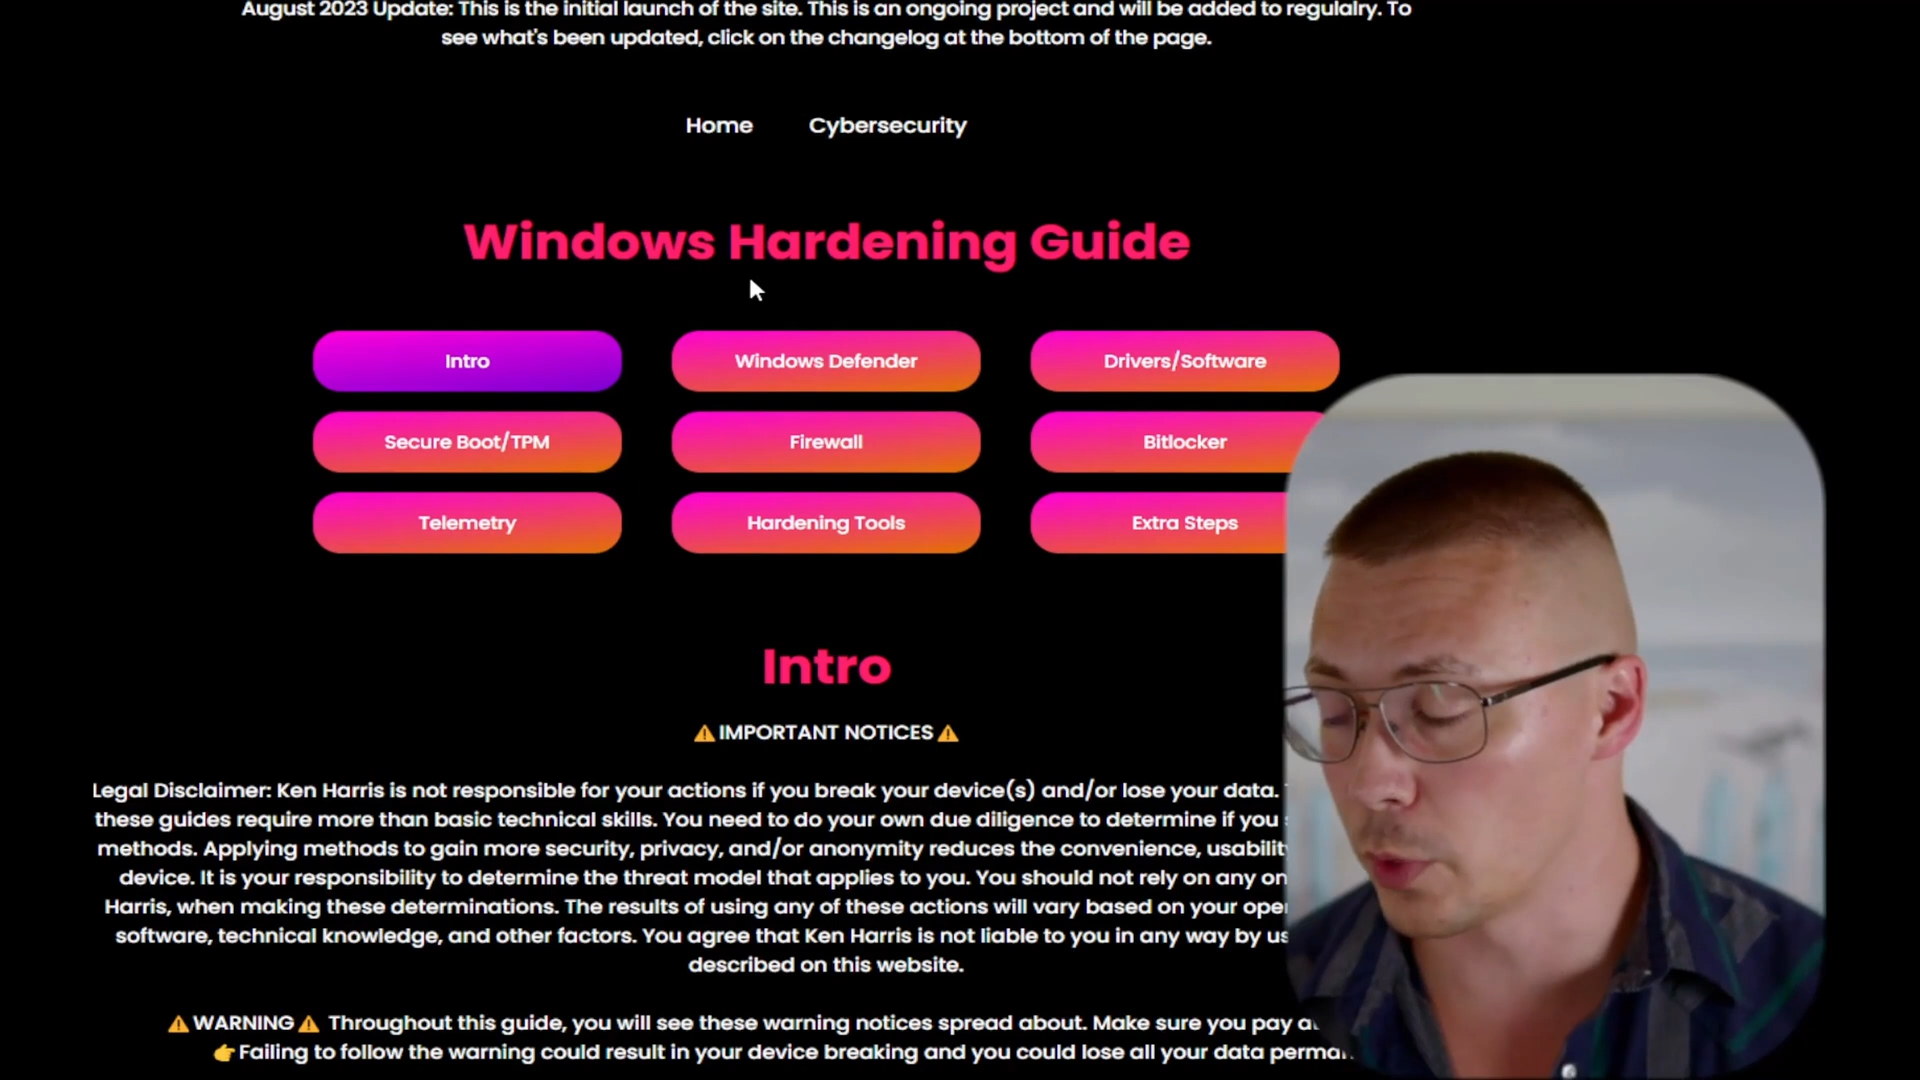 August 2023 Update: This is the initial launch of the site. This is an ongoing project and will be added to regulalry. To
see what's been updated, click on the changelog at the bottom of the page.
Home Cybersecurity
Windows Hardening Guide
Intro Windows Defender Drivers/Software
Secure Boot/TPM Firewall Bitlocker
Telemetry Hardening Tools Extra Steps
Intro
⚠️IMPORTANT NOTICES⚠️
Legal Disclaimer: Ken Harris is not responsible for your actions if you break your device(s) and/or lose your data.
these guides require more than basic technical skills. You need to do your own due diligence to determine if you
methods. Applying methods to gain more security, privacy, and/or anonymity reduces the convenience,
device. It is your responsibility to determine the threat model that applies to you. You should not rely on any
Harris, when making these determinations. The results of using any of these actions will vary based on your
software, technical knowledge, and other factors. You agree that Ken Harris is not liable to you in any way by
described on this website.
⚠️WARNING⚠️ Throughout this guide, you will see these warning notices spread about. Make sure you pay
👉Failing to follow the warning could result in your device breaking and you could lose all your data